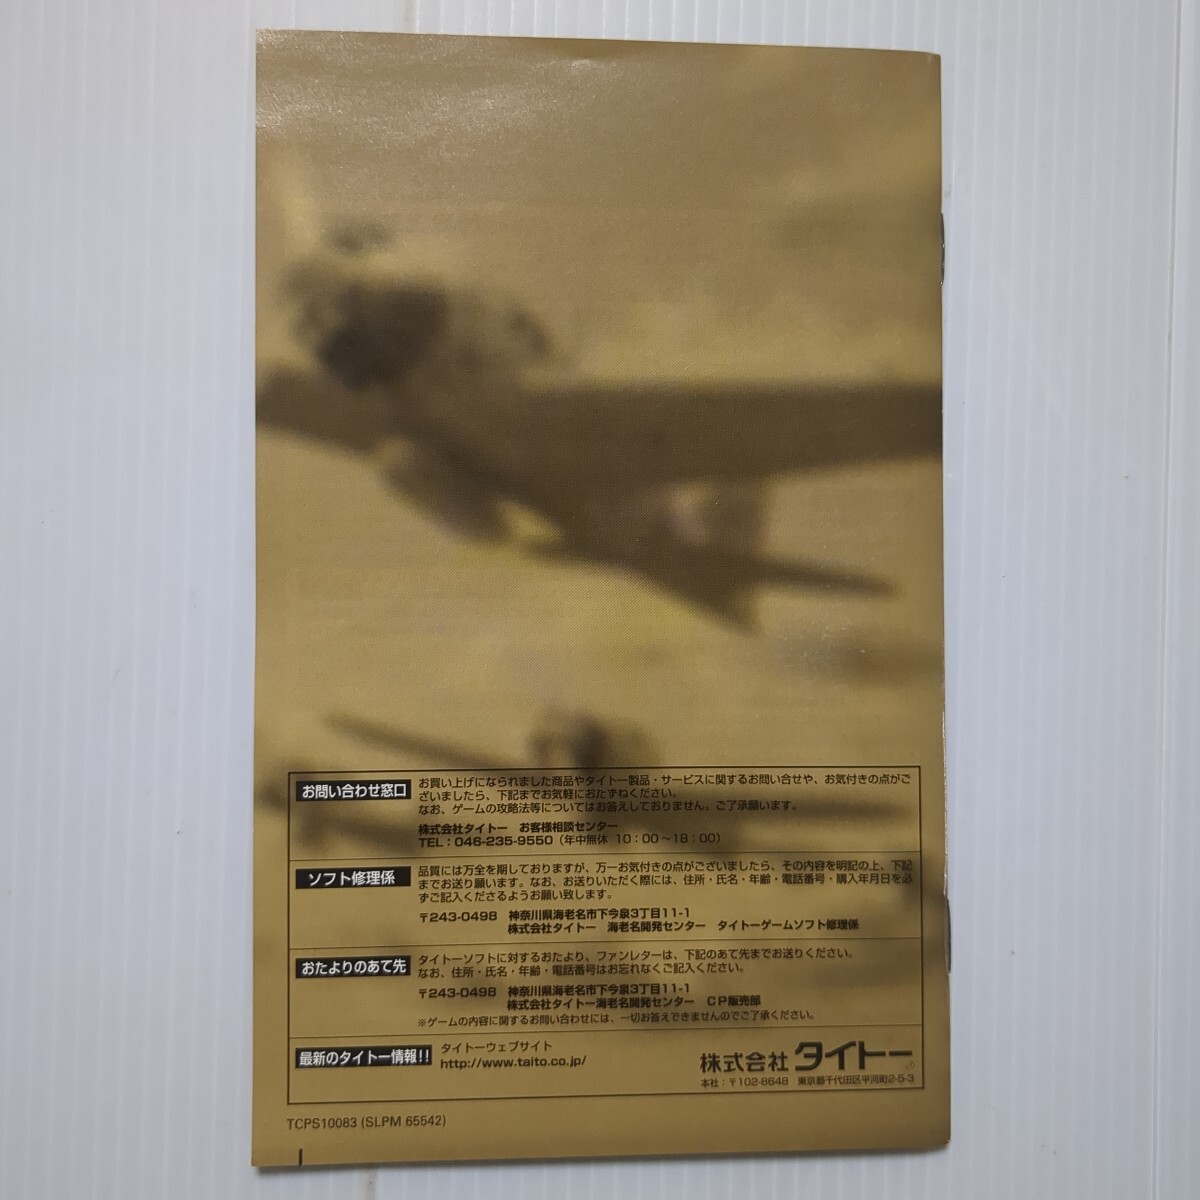 お問い合わせ窓口
お買い上げになられました商品やタイトー製品・サービスに関するお問い合せや、お気付きの点がご
ざいましたら、下記までお気軽におたずねください。
なお、ゲームの攻略法等についてはお答えしておりません。ご了承願います。
株式会社タイトー　お客様相談センター
TEL：046-235-9550（年中無休 10：00～18：00）
ソフト修理係
品質には万全を期しておりますが、万一お気付きの点がございましたら、その内容を明記の上、下記
までお送り願います。なお、お送りいただく際には、住所・氏名・年齢・電話番号・購入年月日を必
ずご記入くださるようお願い致します。
〒243-0498　神奈川県海老名市下今泉3丁目11-1
株式会社タイトー　海老名開発センター　タイトーゲームソフト修理係
おたよりのあて先
タイトーソフトに対するおたより、ファンレターは、下記のあて先までお送りください。
なお、住所・氏名・年齢・電話番号はお忘れなくご記入ください。
〒243-0498　神奈川県海老名市下今泉3丁目11-1
株式会社タイトー海老名開発センター　CP販売部
※ゲームの内容に関するお問い合わせには、一切お答えできませんのでご了承ください。
最新のタイトー情報!!
タイトーウェブサイト
http://www.taito.co.jp/
株式会社 タイトー
本社：〒102-8648　東京都千代田区平河町2-5-3
TCPS10083 (SLPM 65542)